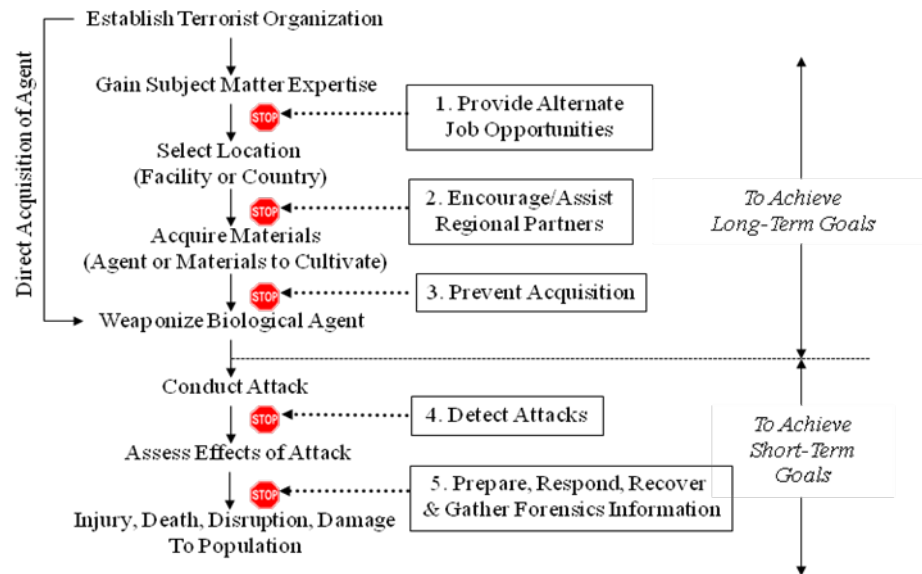 Direct Acquisition of Agent
Establish Terrorist Organization
Gain Subject Matter Expertise
STOP
1. Provide Alternate
Job Opportunities
Select Location
(Facility or Country)
STOP
2. Encourage/Assist
Regional Partners
Acquire Materials
(Agent or Materials to Cultivate)
STOP
3. Prevent Acquisition
Weaponize Biological Agent
To Achieve
Long-Term Goals
Conduct Attack
STOP
4. Detect Attacks
Assess Effects of Attack
STOP
5. Prepare, Respond, Recover
& Gather Forensics Information
Injury, Death, Disruption, Damage
To Population
To Achieve
Short-Term
Goals